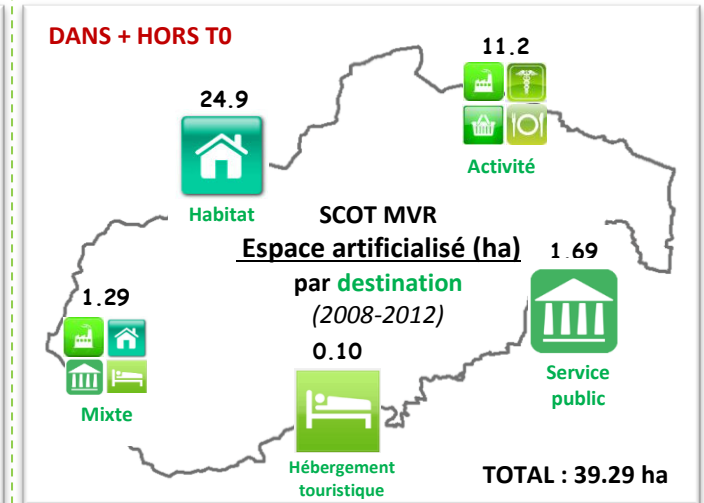 DANS + HORS T0
11.2
24.9
Activité
Habitat
SCOT MVR
Espace artificialisé (ha)
par destination
(2008-2012)
1.69
1.29
0.10
Service
public
Mixte
Hébergement
touristique
TOTAL : 39.29 ha